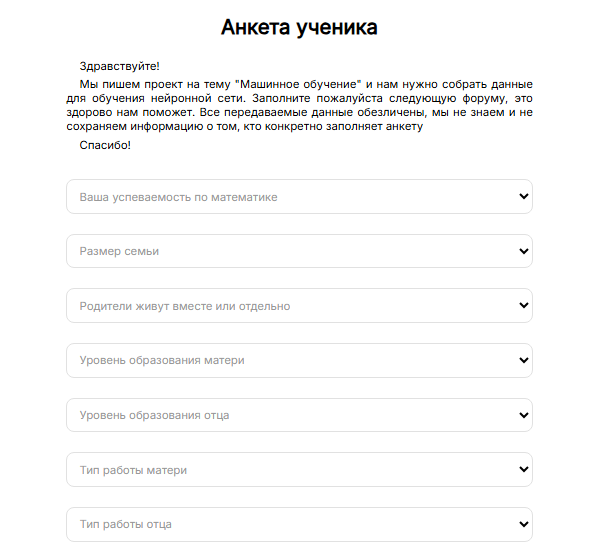 Анкета ученика
Здравствуйте!
Мы пишем проект на тему "Машинное обучение" и нам нужно собрать данные
для обучения нейронной сети. Заполните пожалуйста следующую форуму, это
здорово нам поможет. Все передаваемые данные обезличены, мы не знаем и не
сохраняем информацию о том, кто конкретно заполняет анкету
Спасибо!
Ваша успеваемость по математике
Размер семьи
Родители живут вместе или отдельно
Уровень образования матери
Уровень образования отца
Тип работы матери
Тип работы отца